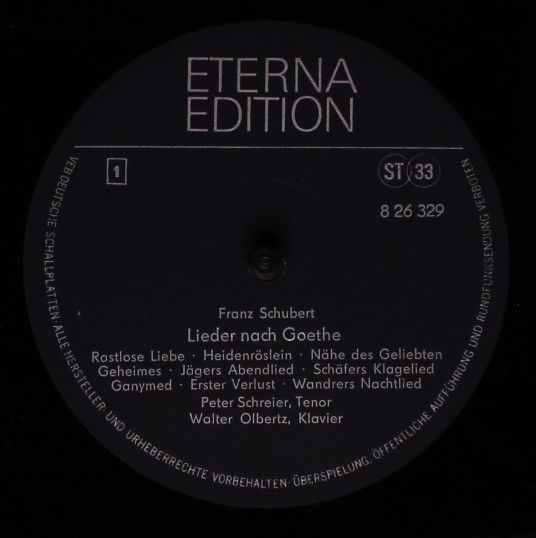 ETERNA
EDITION
1
ST 33
8 26 329
Franz Schubert
Lieder nach Goethe
Rastlose Liebe · Heidenröslein · Nähe des Geliebten
Geheimes · Jägers Abendlied · Schäfers Klagelied
Ganymed · Erster Verlust · Wandrers Nachtlied
Peter Schreier, Tenor
Walter Olbertz, Klavier
VEB DEUTSCHE SCHALLPLATTEN · ALLE HERSTELLER- UND URHEBERRECHTE VORBEHALTEN · ÜBERSPIELUNG, ÖFFENTLICHE AUFFÜHRUNG UND RUNDFUNKSENDUNG VERBOTEN